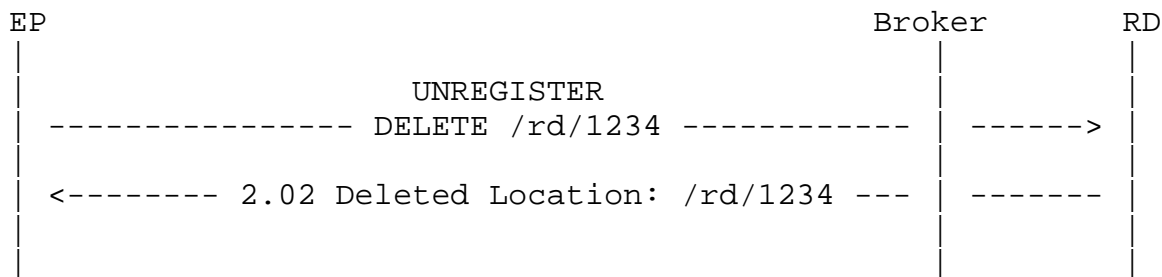 EP Broker RD
UNREGISTER
---------------- DELETE /rd/1234 ------------ | ------>
<-------- 2.02 Deleted Location: /rd/1234 --- | -------